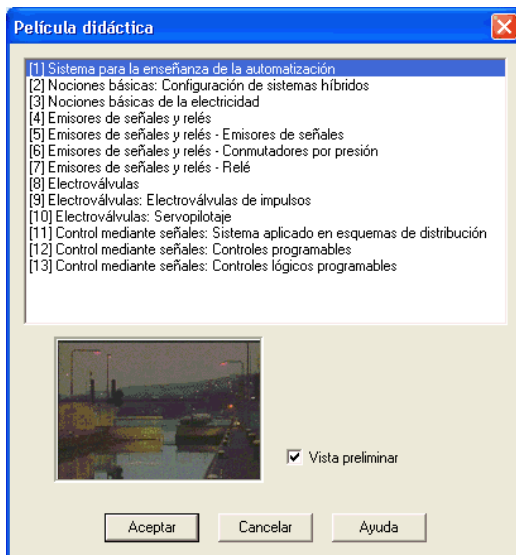 Película didáctica
[1] Sistema para la enseñanza de la automatización
[2] Nociones básicas: Configuración de sistemas híbridos
[3] Nociones básicas de la electricidad
[4] Emisores de señales y relés
[5] Emisores de señales y relés - Emisores de señales
[6] Emisores de señales y relés - Conmutadores por presión
[7] Emisores de señales y relés - Relé
[8] Electroválvulas
[9] Electroválvulas: Electroválvulas de impulsos
[10] Electroválvulas: Servopilotaje
[11] Control mediante señales: Sistema aplicado en esquemas de distribución
[12] Control mediante señales: Controles programables
[13] Control mediante señales: Controles lógicos programables
Vista preliminar
Aceptar Cancelar Ayuda